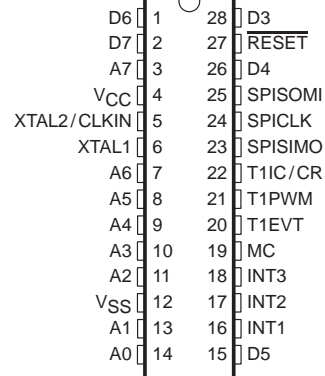 D6 1 28 D3
D7 2 27 RESET
A7 3 26 D4
VCC 4 25 SPISOMI
XTAL2/CLKIN 5 24 SPICLK
XTAL1 6 23 SPISIMO
A6 7 22 T1IC/CR
A5 8 21 T1PWM
A4 9 20 T1EVT
A3 10 19 MC
A2 11 18 INT3
VSS 12 17 INT2
A1 13 16 INT1
A0 14 15 D5